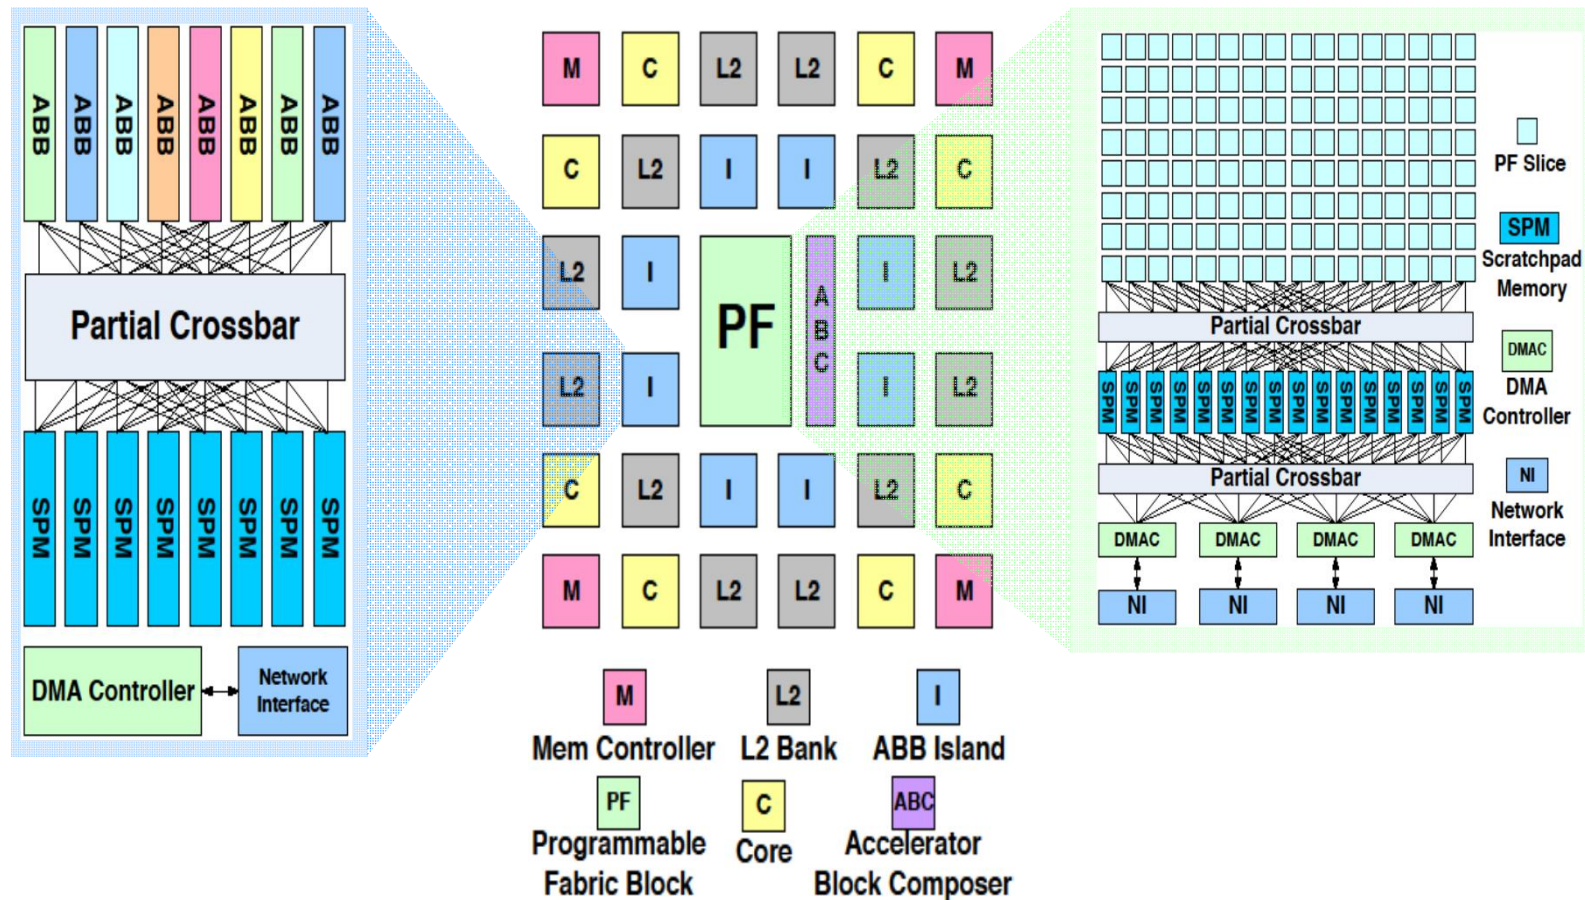 ABB ABB ABB ABB ABB ABB ABB ABB
Partial Crossbar
SPM SPM SPM SPM SPM SPM SPM SPM
DMA Controller
Network
Interface
M C L2 L2 C M
C L2 I I L2 C
L2 I I L2
PF
ABC
L2 I I L2
C L2 I I L2 C
M C L2 L2 C M
M L2 I
Mem Controller L2 Bank ABB Island
PF C ABC
Programmable
Fabric Block
Core
Accelerator
Block Composer
Partial Crossbar
SPM SPM SPM SPM SPM SPM SPM SPM SPM SPM SPM SPM SPM SPM SPM SPM
Partial Crossbar
DMAC DMAC DMAC DMAC
NI NI NI NI
PF Slice
SPM
Scratchpad
Memory
DMAC
DMA
Controller
NI
Network
Interface